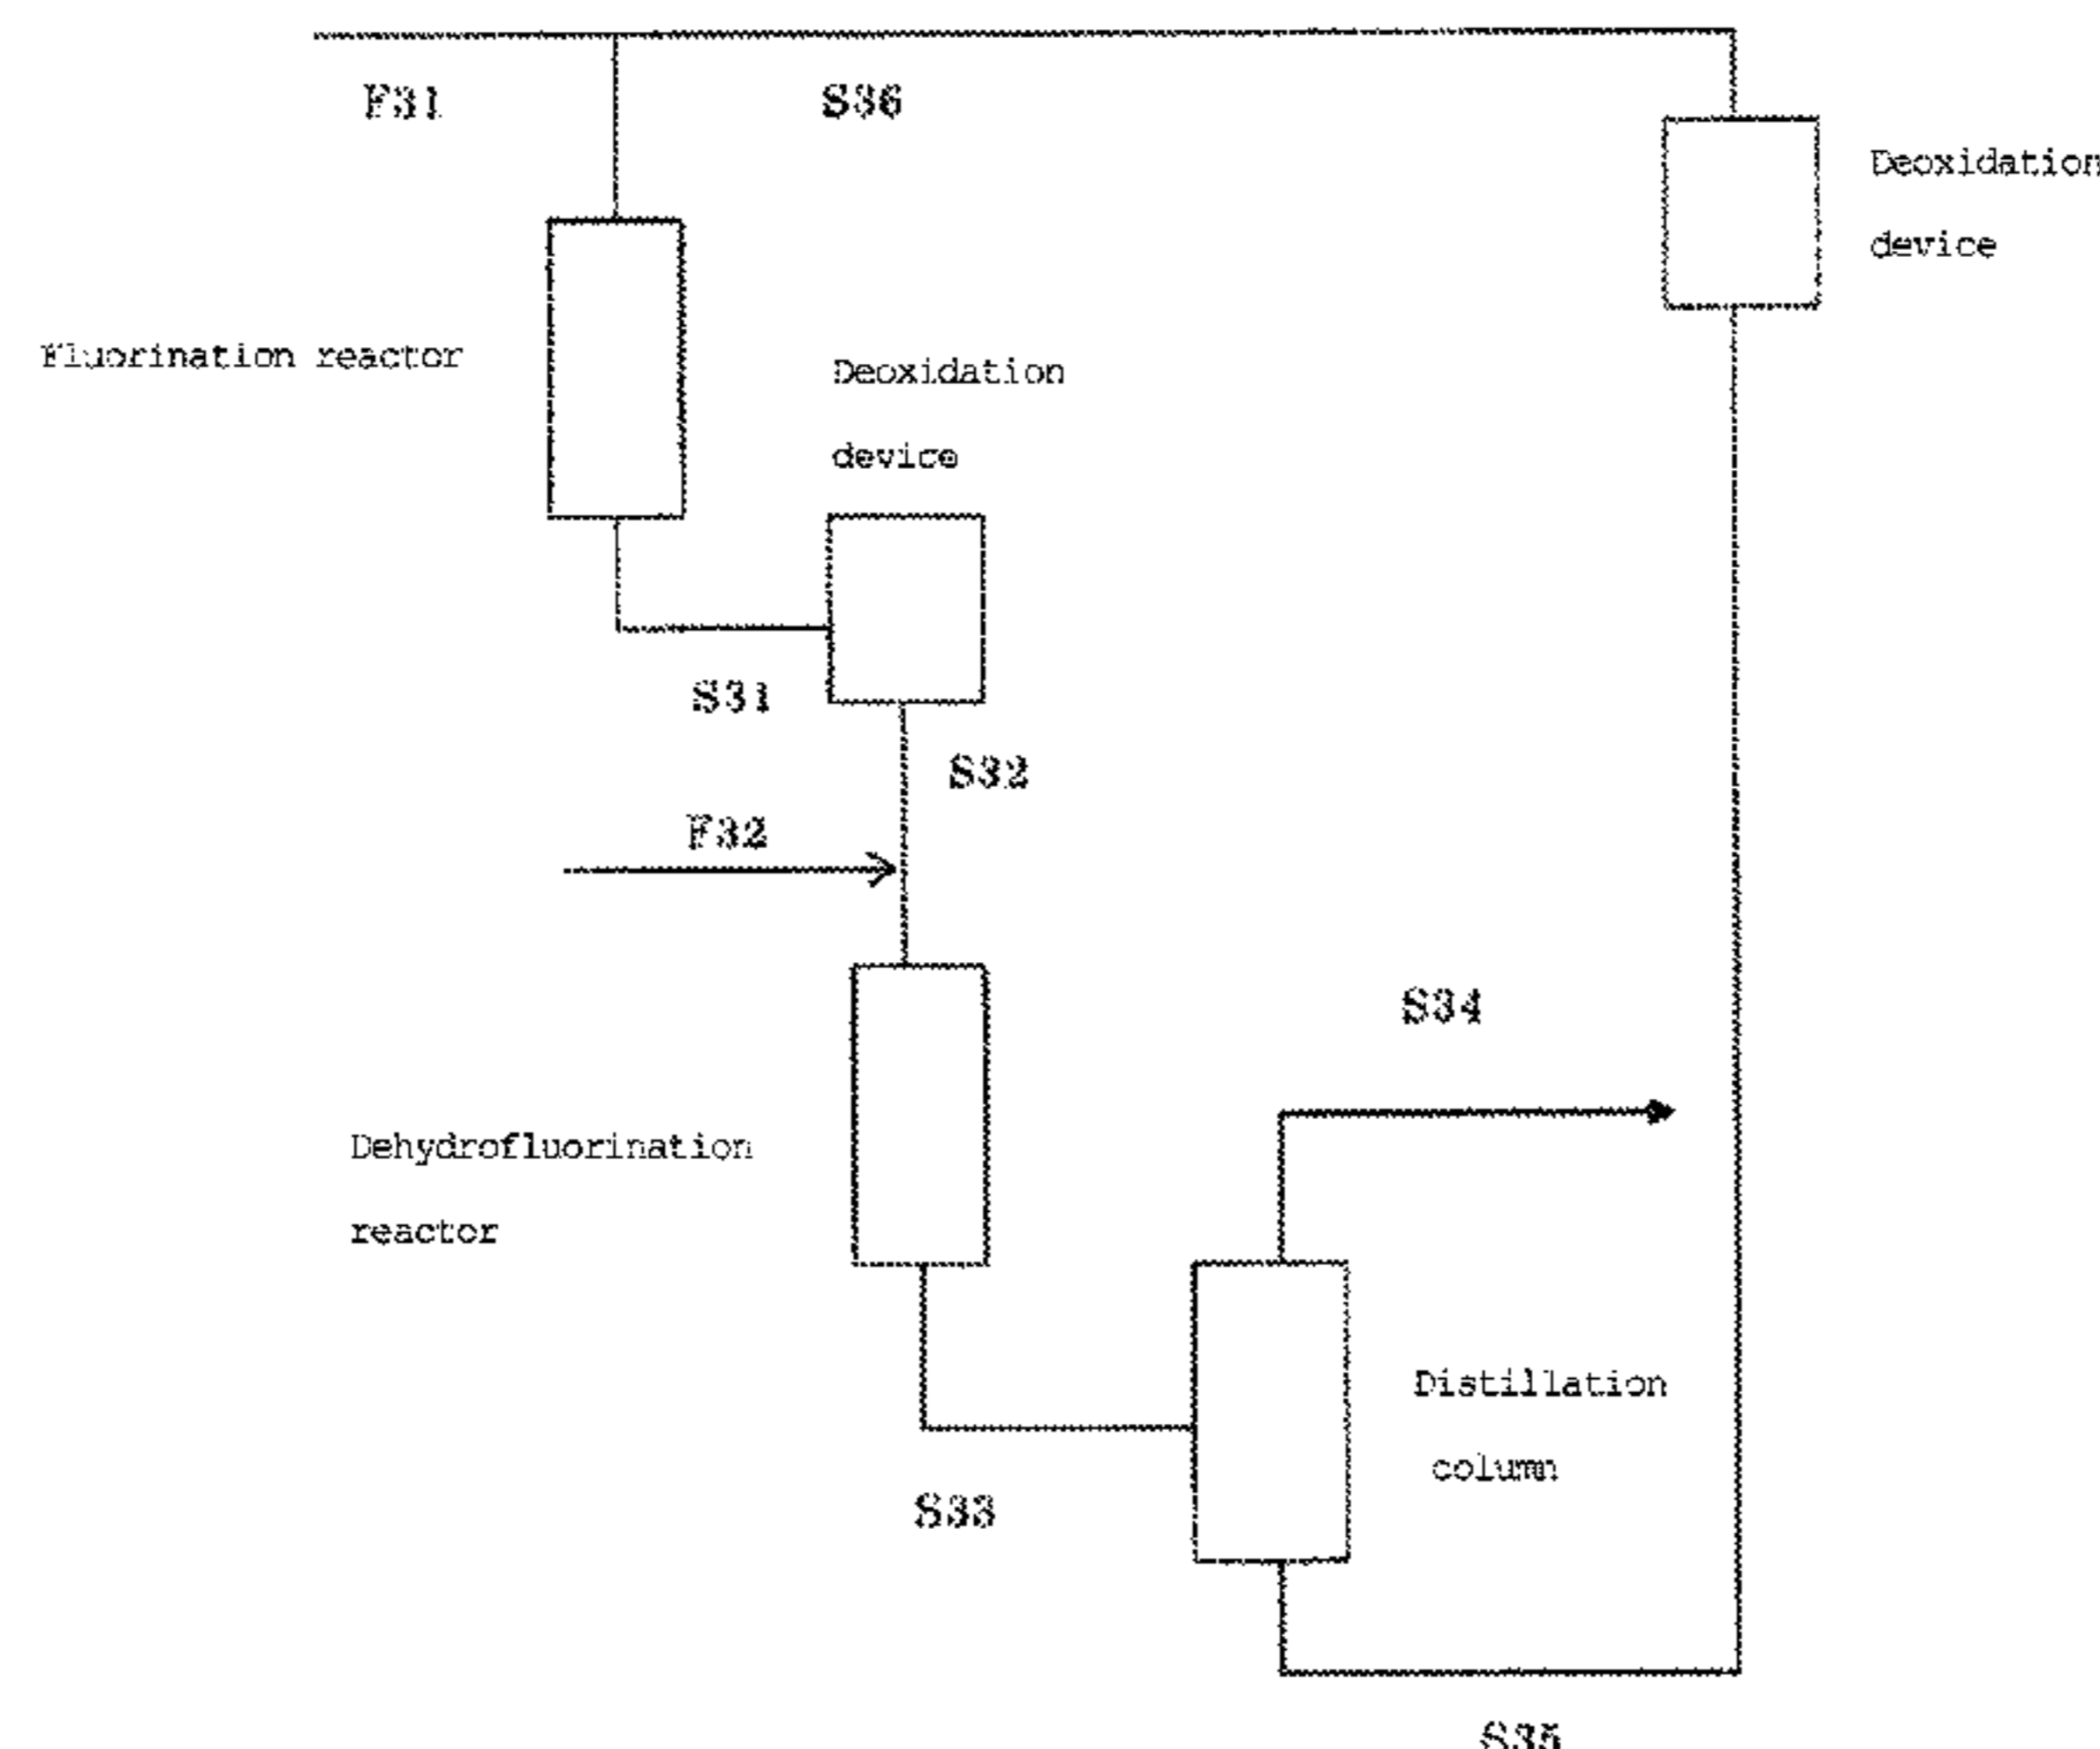 F31
S36
Deoxidation
device
Fluorination reactor
Deoxidation
device
S31
S32
F32
S34
Dehydrofluorination
reactor
Distillation
column
S33
S35